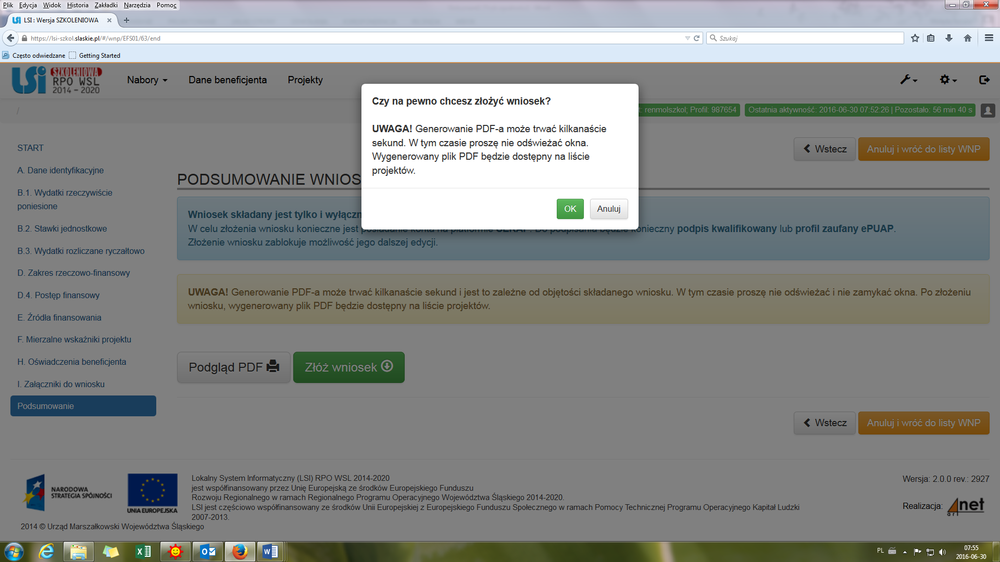 Plik Edycja Widok Historia Zakładki Narzędzia Pomoc
LSI : Wersja SZKOLENIOWA
https://lsi-szkol.slaskie.pl/#/wnp/EFS01/63/end
Szukaj
Często odwiedzane Getting Started
LSI SZKOLENIOWA
RPO WSL
2014 – 2020
Nabory Dane beneficjenta Projekty
/
t: renmolszkol; Profil: 987654 Ostatnia aktywność: 2016-06-30 07:52:26 | Pozostało: 56 min 40 s
Czy na pewno chcesz złożyć wniosek?
UWAGA! Generowanie PDF-a może trwać kilkanaście
sekund. W tym czasie proszę nie odświeżać okna.
Wygenerowany plik PDF będzie dostępny na liście
projektów.
OK Anuluj
START
A. Dane identyfikacyjne
B.1. Wydatki rzeczywiście
poniesione
B.2. Stawki jednostkowe
B.3. Wydatki rozliczane ryczałtowo
D. Zakres rzeczowo-finansowy
D.4. Postęp finansowy
E. Źródła finansowania
F. Mierzalne wskaźniki projektu
H. Oświadczenia beneficjenta
I. Załączniki do wniosku
Podsumowanie
Wstecz Anuluj i wróć do listy WNP
PODSUMOWANIE WNIOS
Wniosek składany jest tylko i wyłączn
W celu złożenia wniosku konieczne jest posiadanie konta na platformie SEKAP. Do podpisania będzie konieczny podpis kwalifikowany lub profil zaufany ePUAP.
Złożenie wniosku zablokuje możliwość jego dalszej edycji.
UWAGA! Generowanie PDF-a może trwać kilkanaście sekund i jest to zależne od objętości składanego wniosku. W tym czasie proszę nie odświeżać i nie zamykać okna. Po złożeniu
wniosku, wygenerowany plik PDF będzie dostępny na liście projektów.
Podgląd PDF Złóż wniosek
Wstecz Anuluj i wróć do listy WNP
NARODOWA
STRATEGIA SPÓJNOŚCI
UNIA EUROPEJSKA
Lokalny System Informatyczny (LSI) RPO WSL 2014-2020
jest współfinansowany przez Unię Europejską ze środków Europejskiego Funduszu
Rozwoju Regionalnego w ramach Regionalnego Programu Operacyjnego Województwa Śląskiego 2014-2020.
LSI jest częściowo współfinansowany ze środków Unii Europejskiej z Europejskiego Funduszu Społecznego w ramach Pomocy Technicznej Programu Operacyjnego Kapitał Ludzki
2007-2013.
2014 © Urząd Marszałkowski Województwa Śląskiego
Wersja: 2.0.0 rev.: 2927
Realizacja: art4net
PL
07:55
2016-06-30